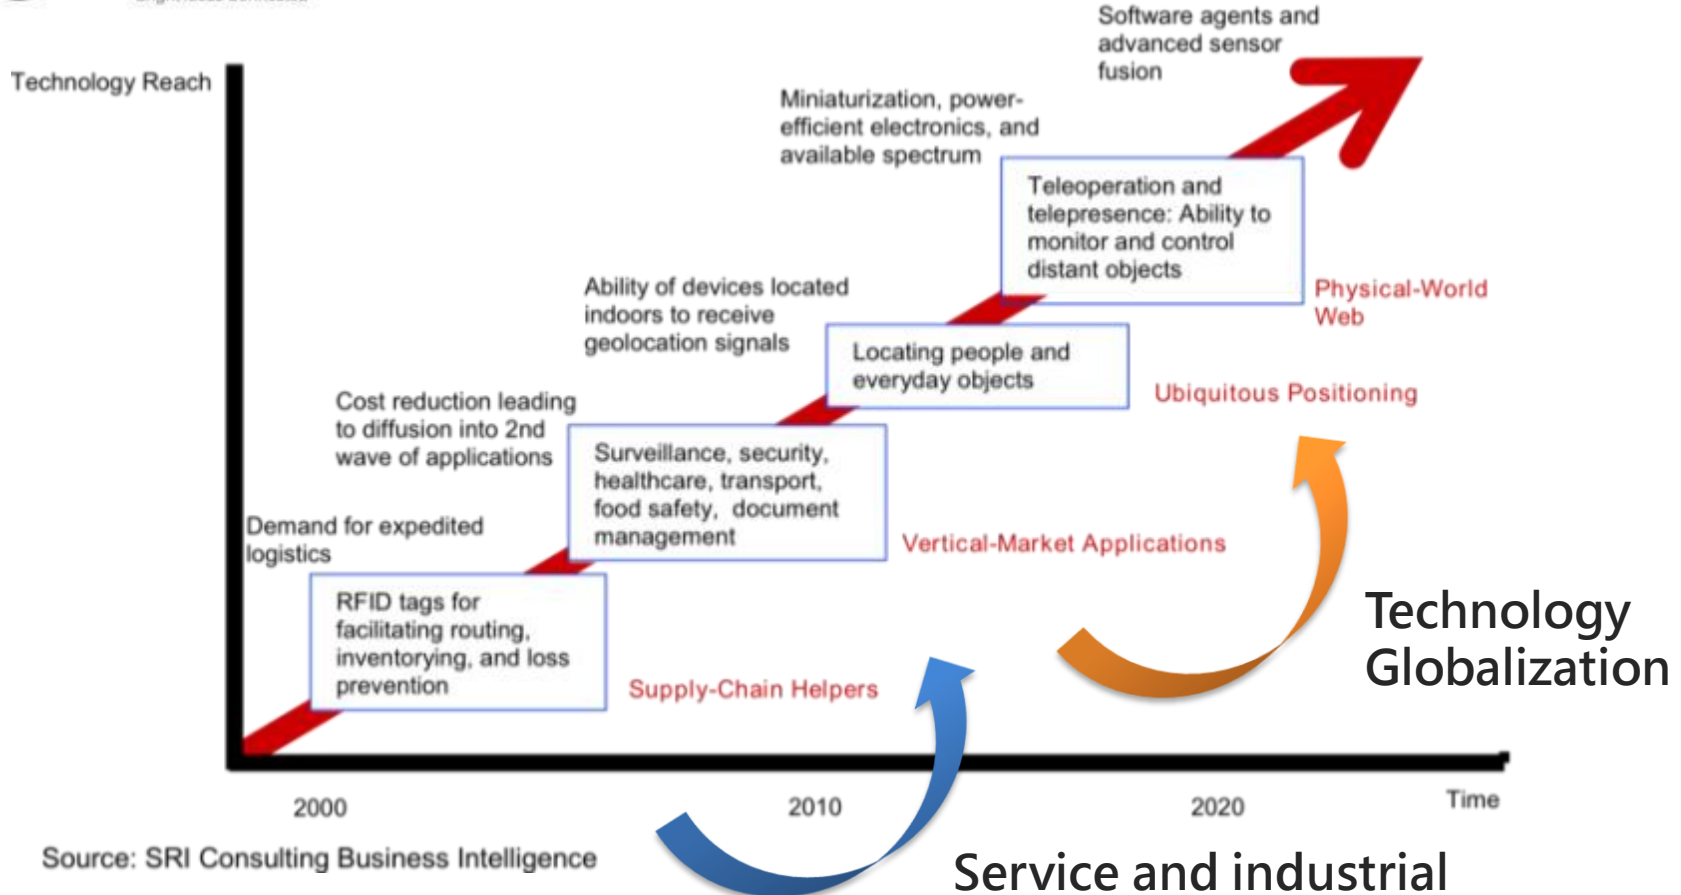 Software agents and
advanced sensor
fusion
Technology Reach
Miniaturization, power-
efficient electronics, and
available spectrum
Teleoperation and
telepresence: Ability to
monitor and control
distant objects
Physical-World
Web
Ability of devices located
indoors to receive
geolocation signals
Locating people and
everyday objects
Ubiquitous Positioning
Cost reduction leading
to diffusion into 2nd
wave of applications
Surveillance, security,
healthcare, transport,
food safety, document
management
Vertical-Market Applications
Demand for expedited
logistics
RFID tags for
facilitating routing,
inventorying, and loss
prevention
Supply-Chain Helpers
Technology
Globalization
2000
2010
2020
Time
Source: SRI Consulting Business Intelligence
Service and industrial